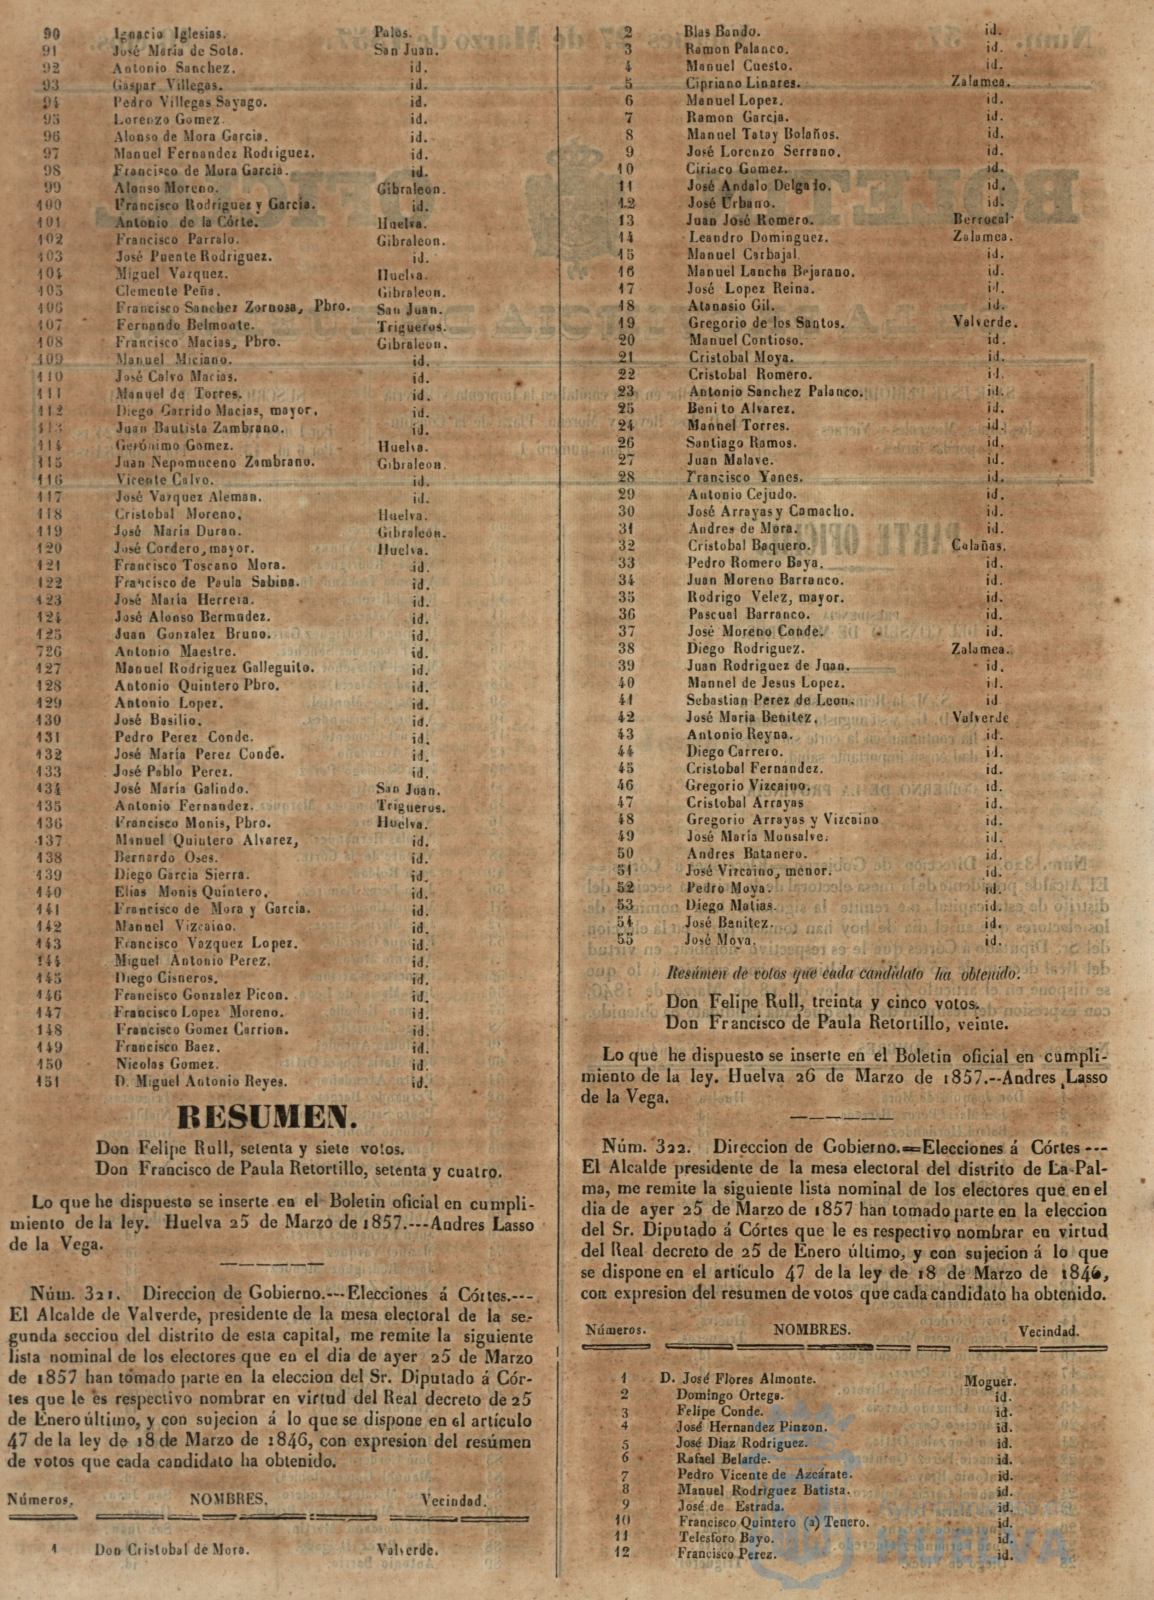 90 Ignacio Iglesias. Palos.
91 José María de Sota. San Juan.
92 Antonio Sanchez. id.
93 Gaspar Villegas. id.
94 Pedro Villegas Sayago. id.
95 Lorenzo Gomez. id.
96 Alonso de Mora Garcia. id.
97 Manuel Fernandez Rodriguez. id.
98 Francisco de Mora Garcia. id.
99 Alonso Moreno. Gibraleon.
100 Francisco Rodriguez y Garcia. id.
101 Antonio de la Córte. Huelva.
102 Francisco Parralo. Gibraleon.
103 José Puente Rodriguez. id.
104 Miguel Vazquez. Huelva.
105 Clemente Peña. Gibraleon.
106 Francisco Sanchez Zornosa, Pbro. San Juan.
107 Fernando Belmonte. Trigueros.
108 Francisco Macias, Pbro. Gibraleon.
109 Manuel Miciano. id.
110 José Calvo Macias. id.
111 Manuel de Torres. id.
112 Diego Garrido Macias, mayor. id.
113 Juan Bautista Zambrano. id.
114 Gerónimo Gomez. Huelva.
115 Juan Nepomuceno Zambrano. Gibraleon.
116 Vicente Calvo. id.
117 José Vazquez Aleman. id.
118 Cristobal Moreno. Huelva.
119 José María Duran. Gibraleon.
120 José Cordero, mayor. Huelva.
121 Francisco Toscano Mora. id.
122 Francisco de Paula Sabina. id.
123 José María Herrera. id.
124 José Alonso Bermudez. id.
125 Juan Gonzalez Bruno. id.
726 Antonio Maestre. id.
127 Manuel Rodriguez Galleguito. id.
128 Antonio Quintero Pbro. id.
129 Antonio Lopez. id.
130 José Basilio. id.
131 Pedro Perez Conde. id.
132 José María Perez Conde. id.
133 José Pablo Perez. id.
134 José María Galindo. San Juan.
135 Antonio Fernandez. Trigueros.
136 Francisco Monis, Pbro. Huelva.
137 Manuel Quintero Alvarez, id.
138 Bernardo Oses. id.
139 Diego Garcia Sierra. id.
140 Elias Monis Quintero. id.
141 Francisco de Mora y Garcia. id.
142 Manuel Vizcaino. id.
143 Francisco Vazquez Lopez. id.
144 Miguel Antonio Perez. id.
145 Diego Cisneros. id.
146 Francisco Gonzalez Picon. id.
147 Francisco Lopez Moreno. id.
148 Francisco Gomez Carrion. id.
149 Francisco Baez. id.
150 Nicolas Gomez. id.
151 D. Miguel Antonio Reyes. id.
RESUMEN.
Don Felipe Rull, setenta y siete votos.
Don Francisco de Paula Retortillo, setenta y cuatro.
Lo que he dispuesto se inserte en el Boletin oficial en cumpli-
miento de la ley. Huelva 25 de Marzo de 1857.---Andres Lasso
de la Vega.
Núm. 321. Direccion de Gobierno.---Elecciones á Córtes.---
El Alcalde de Valverde, presidente de la mesa electoral de la se-
gunda seccion del distrito de esta capital, me remite la siguiente
lista nominal de los electores que en el dia de ayer 25 de Marzo
de 1857 han tomado parte en la eleccion del Sr. Diputado á Cór-
tes que le es respectivo nombrar en virtud del Real decreto de 25
de Enero último, y con sujecion á lo que se dispone en el artículo
47 de la ley de 18 de Marzo de 1846, con expresion del resúmen
de votos que cada candidato ha obtenido.
Números. NOMBRES. Vecindad.
1 Don Cristobal de Mora. Valverde.
2 Blas Bando. id.
3 Ramon Palanco. id.
4 Manuel Cuesto. id.
5 Cipriano Linares. Zalamea.
6 Manuel Lopez. id.
7 Ramon Garcia. id.
8 Manuel Tatay Bolaños. id.
9 José Lorenzo Serrano. id.
10 Ciriaco Gomez. id.
11 José Andalo Delgado. id.
12 José Urbano. id.
13 Juan José Romero. Berrocal
14 Leandro Dominguez. Zalamea.
15 Manuel Carbajal id.
16 Manuel Lancha Bejarano. id.
17 José Lopez Reina. id.
18 Atanasio Gil. id.
19 Gregorio de los Santos. Valverde.
20 Manuel Contioso. id.
21 Cristobal Moya. id.
22 Cristobal Romero. id.
23 Antonio Sanchez Palanco. id.
25 Benito Alvarez. id.
24 Manuel Torres. id.
26 Santiago Ramos. id.
27 Juan Malave. id.
28 Francisco Yanes. id.
29 Antonio Cejudo. id.
30 José Arrayas y Camacho. id.
31 Andres de Mora. id.
32 Cristobal Baquero. Calañas.
33 Pedro Romero Baya. id.
34 Juan Moreno Barranco. id.
35 Rodrigo Velez, mayor. id.
36 Pascual Barranco. id.
37 José Moreno Conde. id.
38 Diego Rodriguez. Zalamea.
39 Juan Rodriguez de Juan. id.
40 Mannel de Jesus Lopez. id.
41 Sebastian Perez de Leon. id
42 José María Benitez. Valverde
43 Antonio Reyna. id.
44 Diego Carrero. id.
45 Cristobal Fernandez. id.
46 Gregorio Vizcaino. id.
47 Cristobal Arrayas id.
48 Gregorio Arrayas y Vizcaino id.
49 José María Monsalve. id.
50 Andres Batanero. id.
51 José Vizcaino, menor. id.
52 Pedro Moya. id.
53 Diego Matias. id.
54 José Banitez. id.
55 José Moya. id.
Resúmen de votos que cada candidato ha obtenido.
Don Felipe Rull, treinta y cinco votos.
Don Francisco de Paula Retortillo, veinte.
Lo que he dispuesto se inserte en el Boletin oficial en cumpli-
miento de la ley. Huelva 26 de Marzo de 1857.--Andres Lasso
de la Vega.
Núm. 322. Direccion de Gobierno.=Elecciones á Córtes---
El Alcalde presidente de la mesa electoral del distrito de La Pal-
ma, me remite la siguiente lista nominal de los electores que en el
dia de ayer 25 de Marzo de 1857 han tomado parte en la eleccion
del Sr. Diputado á Córtes que le es respectivo nombrar en virtud
del Real decreto de 25 de Enero último, y con sujecion á lo que
se dispone en el articulo 47 de la ley de 18 de Marzo de 1846,
con expresion del resumen de votos que cada candidato ha obtenido.
Números. NOMBRES. Vecindad.
1 D. José Flores Almonte. Moguer.
2 Domingo Ortega. id.
3 Felipe Conde. id.
4 José Hernandez Pinzon. id.
5 José Diaz Rodriguez. id.
6 Rafael Belarde. id.
7 Pedro Vicente de Azcárate. id.
8 Manuel Rodriguez Batista. id.
9 José de Estrada. id.
10 Francisco Quintero (a) Tenero. id.
11 Telesforo Bayo. id.
12 Francisco Perez. id.
HUELVA